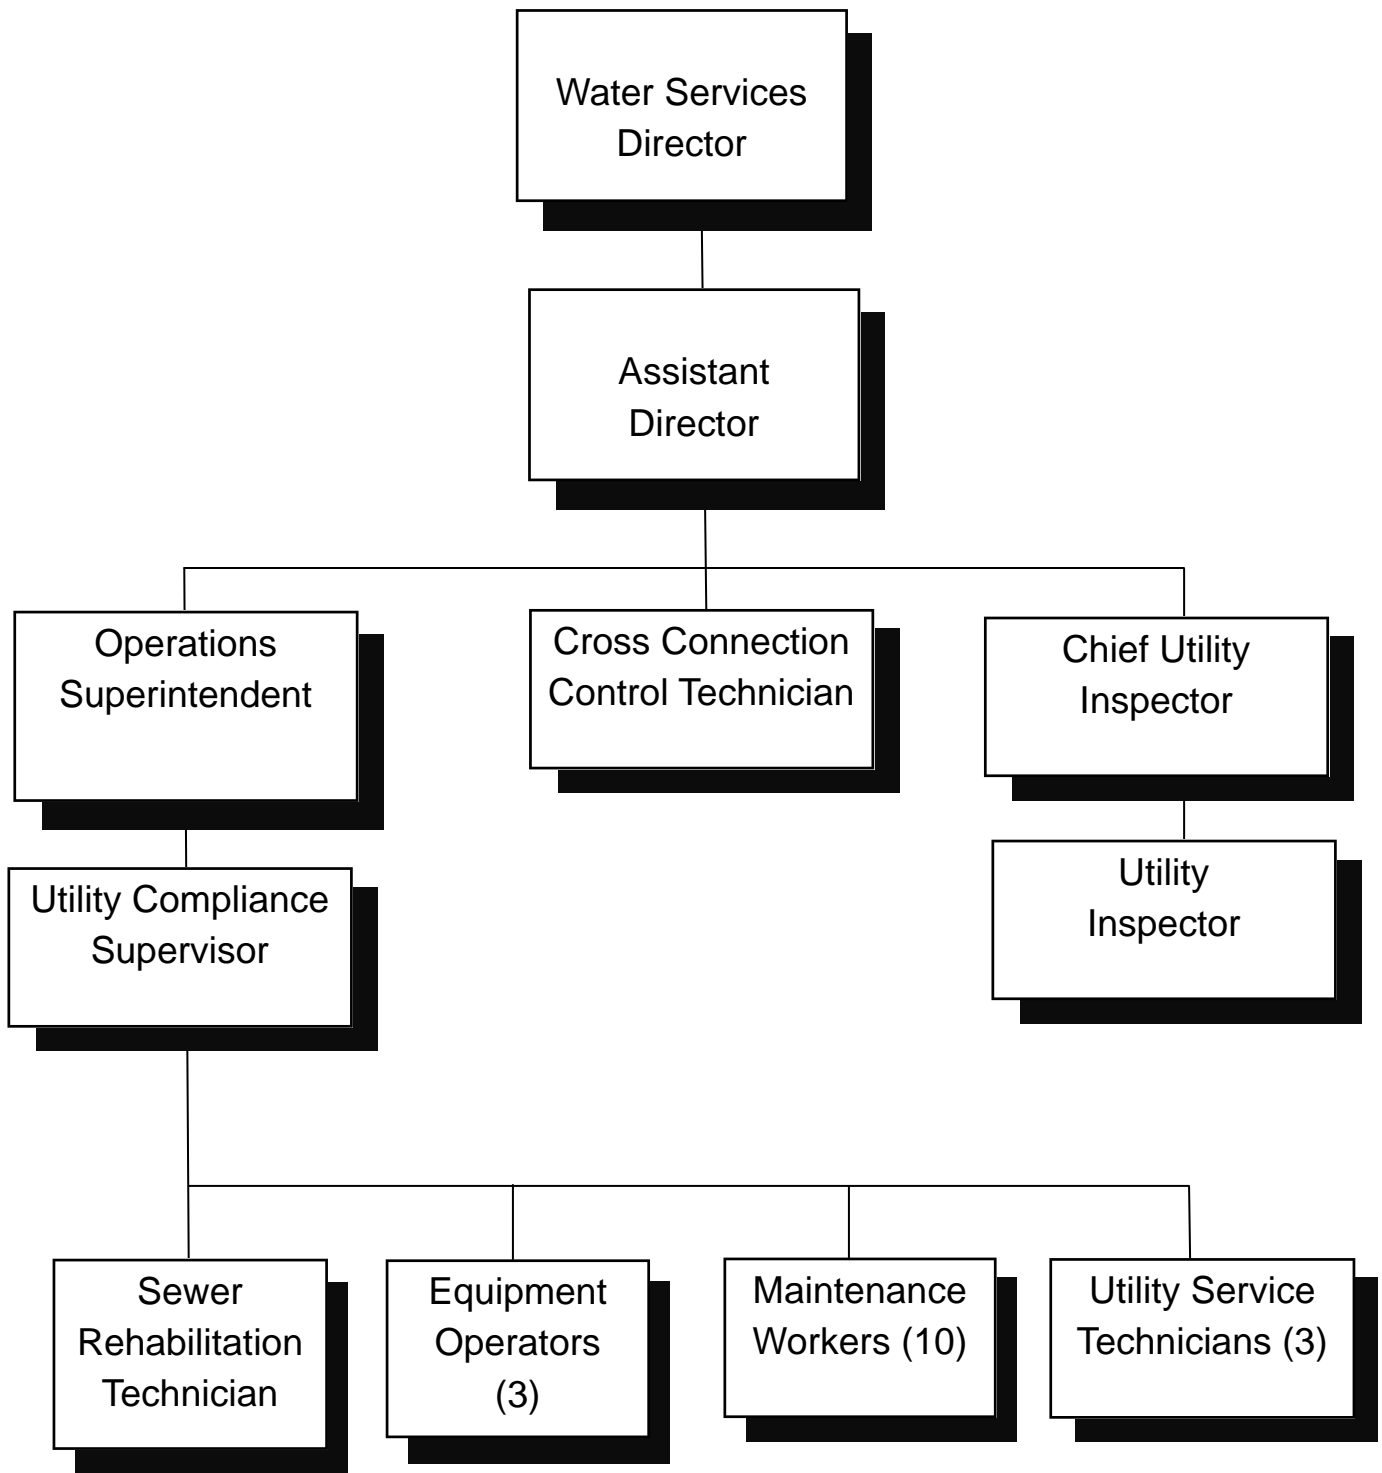 Water Services
Director
Assistant
Director
Operations
Superintendent
Cross Connection
Control Technician
Chief Utility
Inspector
Utility Compliance
Supervisor
Utility
Inspector
Sewer
Rehabilitation
Technician
Equipment
Operators
(3)
Maintenance
Workers (10)
Utility Service
Technicians (3)